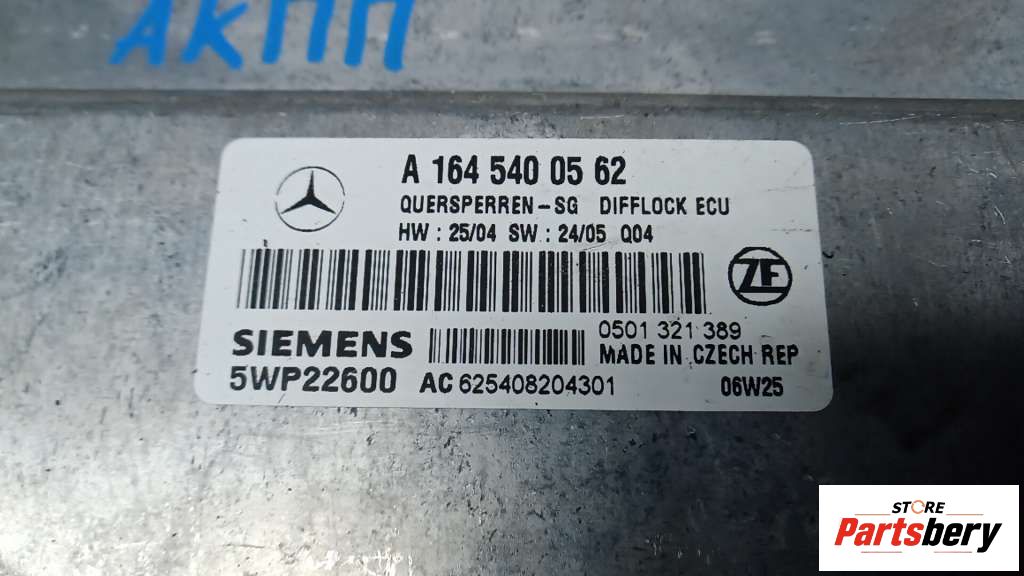 АКПП
A 164 540 05 62
QUERSPERREN-SG DIFFLOCK ECU
HW : 25/04 SW : 24/05 Q04
ZF
SIEMENS
0501 321 389
MADE IN CZECH REP
5WP22600 AC 625408204301 06W25
STORE
Partsbery